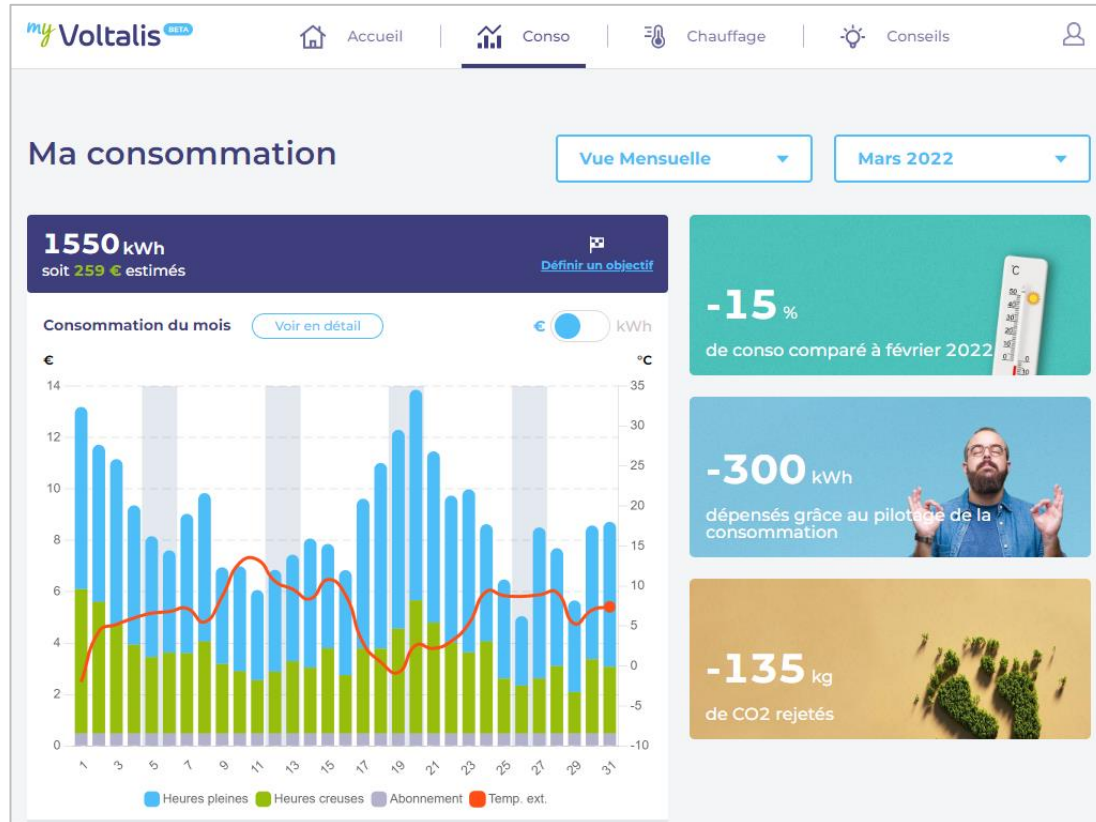 my Voltalis BETA
Accueil
Conso
Chauffage
Conseils
Ma consommation
Vue Mensuelle
Mars 2022
1550 kWh
soit 259 € estimés
Définir un objectif
Consommation du mois
Voir en détail
€
kWh
€
°C
14
12
10
8
6
4
2
0
35
30
25
20
15
10
5
0
-5
-10
1 3 5 7 9 11 13 15 17 19 21 23 25 27 29 31
Heures pleines Heures creuses Abonnement Temp. ext.
-15 %
de conso comparé à février 2022
°C
-300 kWh
dépensés grâce au pilotage de la
consommation
-135 kg
de CO2 rejetés